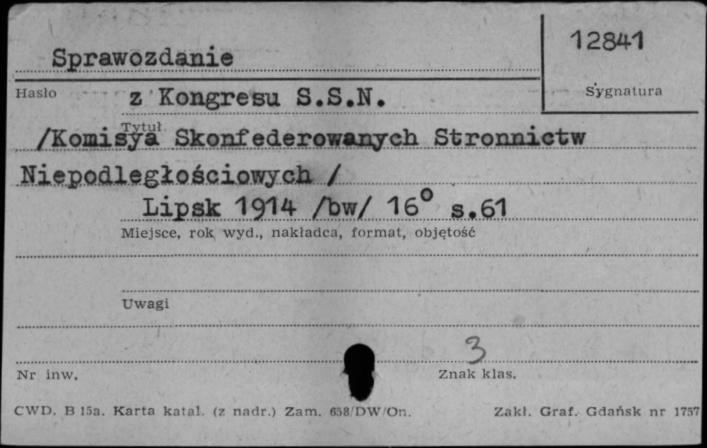 12841
Sprawozdanie
Hasło
Sygnatura
z Kongresu S.S.N.
Tytuł
/Komisya Skonfederowanych Stronnictw
Niepodległościowych /
Lipsk 1914 /bw/ 16° s.61
Miejsce, rok wyd., nakładca, format, objętość
Uwagi
3
Nr inw.
Znak klas.
CWD. B 15a. Karta katal. (z nadr.) Zam. 658/DW/On.
Zakł. Graf. Gdańsk nr 1757